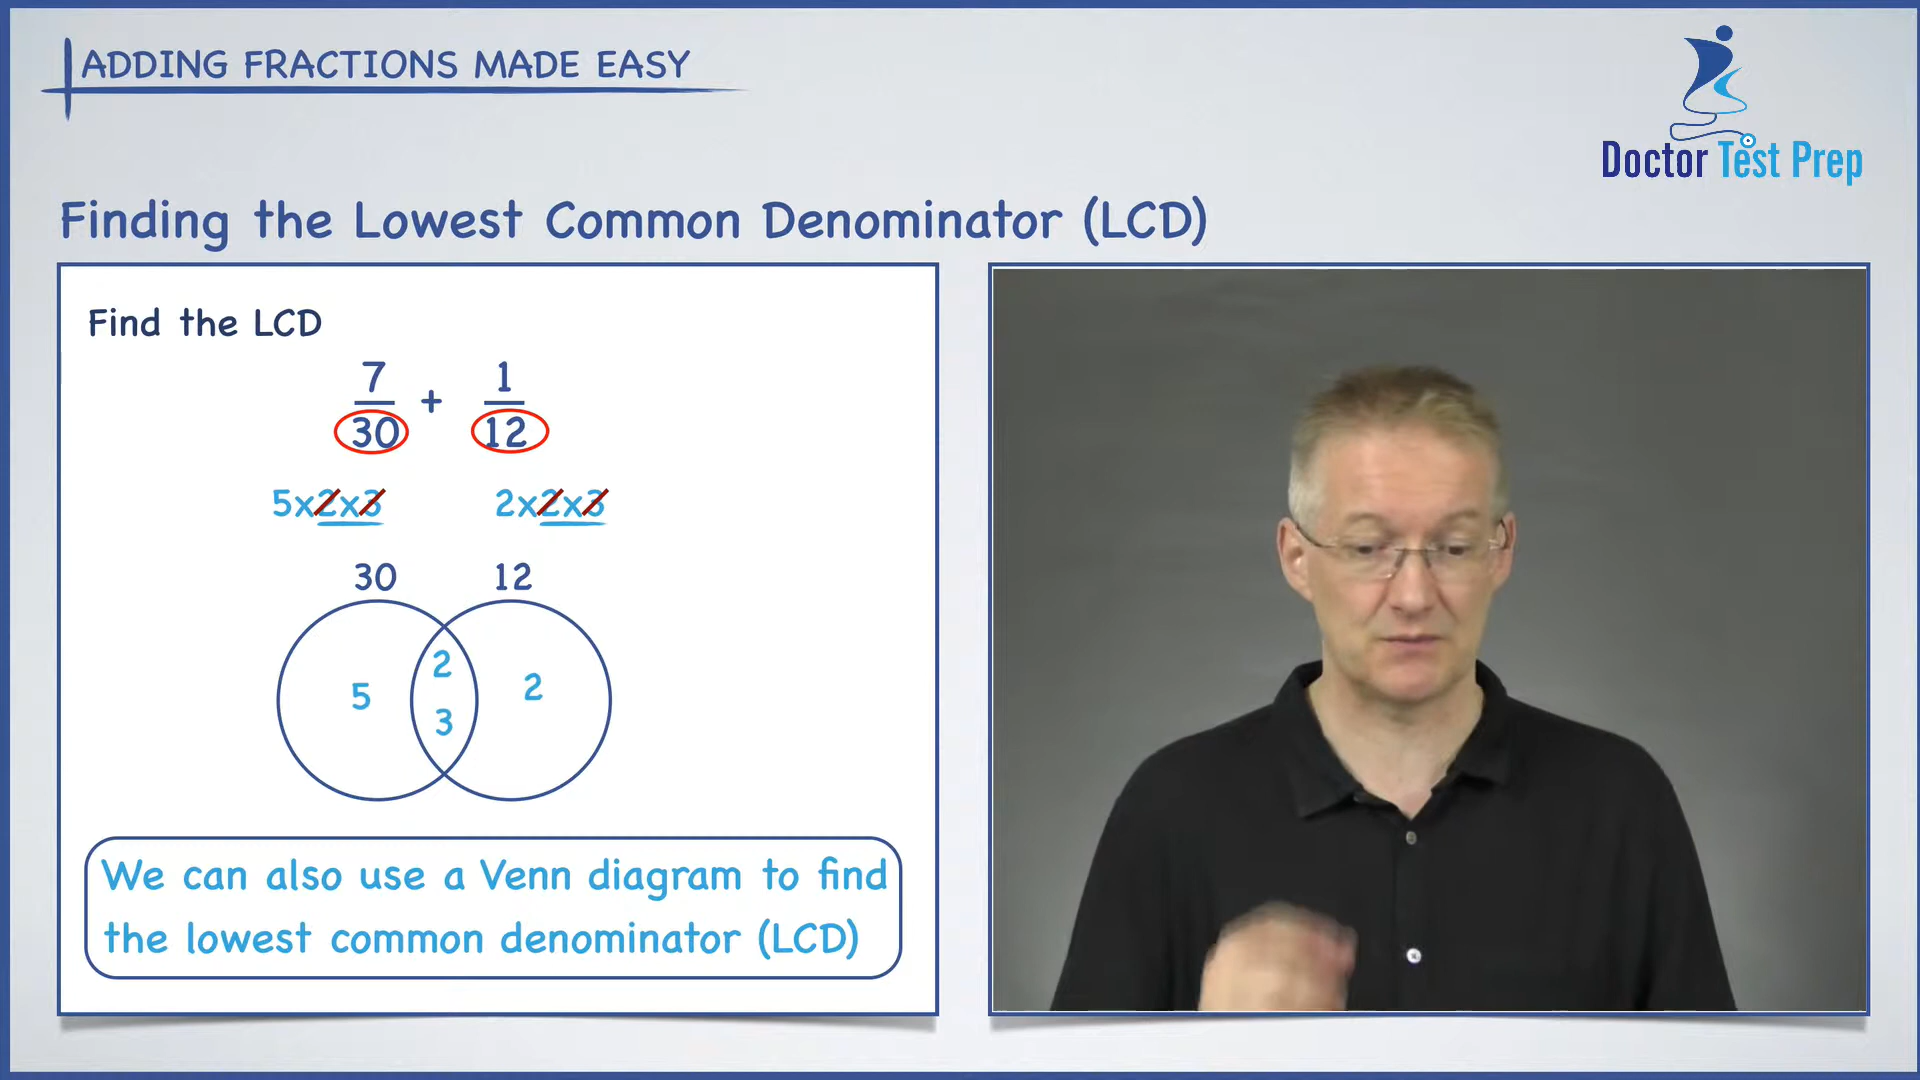 ADDING FRACTIONS MADE EASY
Doctor Test Prep
Finding the Lowest Common Denominator (LCD)
Find the LCD
7 1
+
30 12
5x2x3 2x2x3
30 12
2
5 2
3
We can also use a Venn diagram to find
the lowest common denominator (LCD)